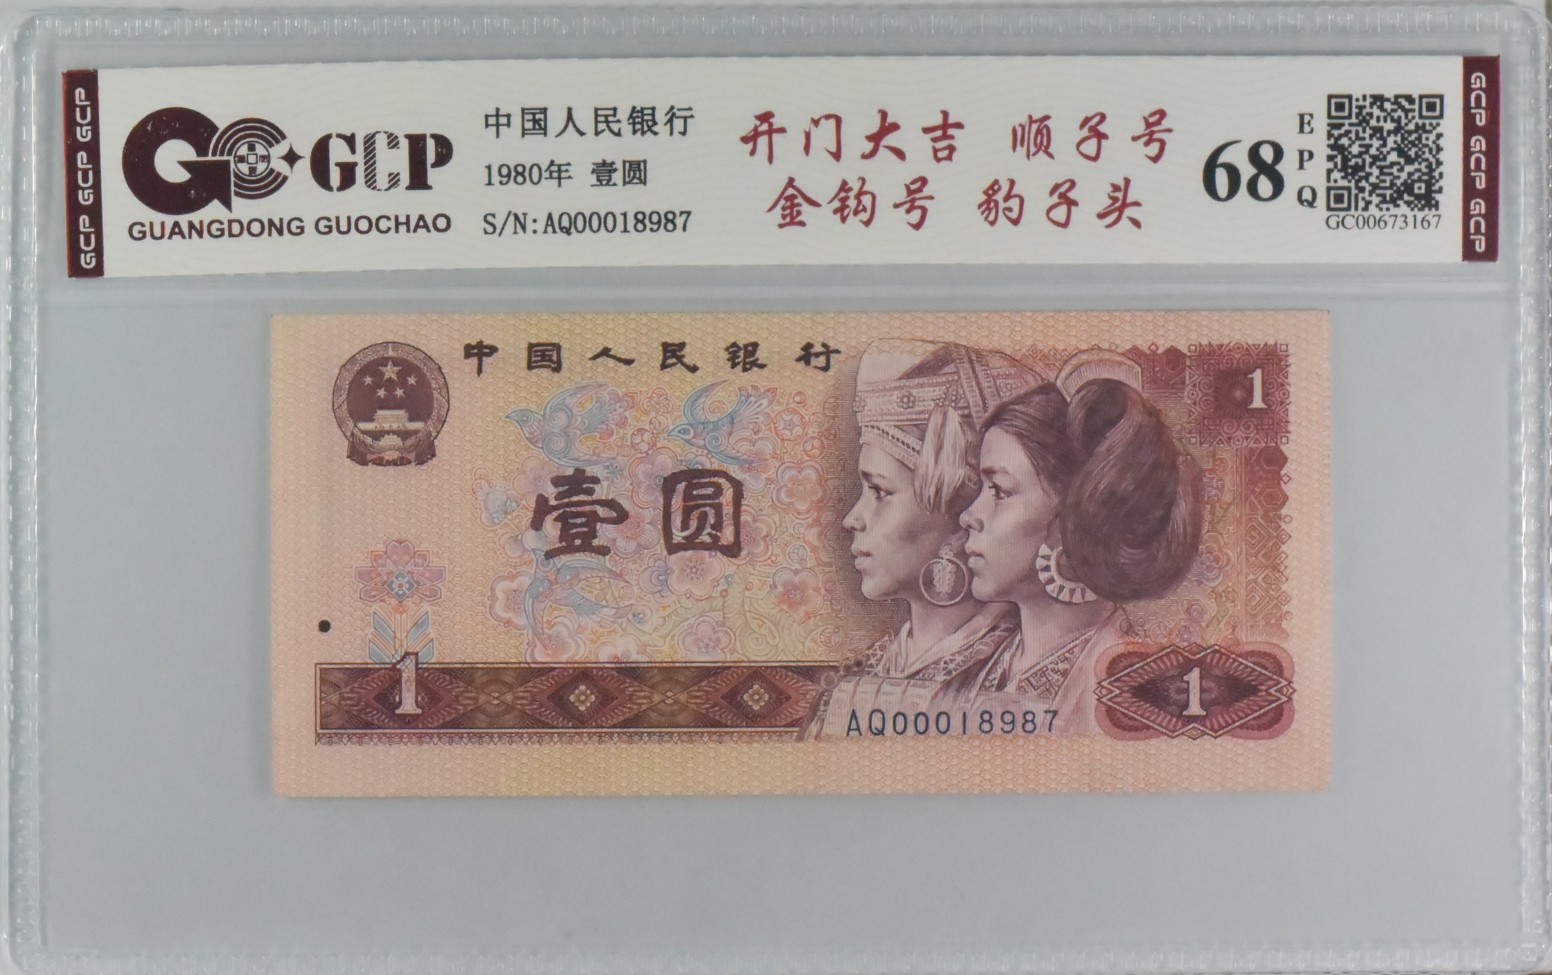 GCP GCP GCP
GCP
GUANGDONG GUOCHAO
中国人民银行
1980年 壹圆
S/N:AQ00018987
开门大吉 顺子号
金钩号 豹子头
68
EPQ
GC00673167
GCP GCP GCP
中国人民银行
1
壹圆
1
AQ00018987
1